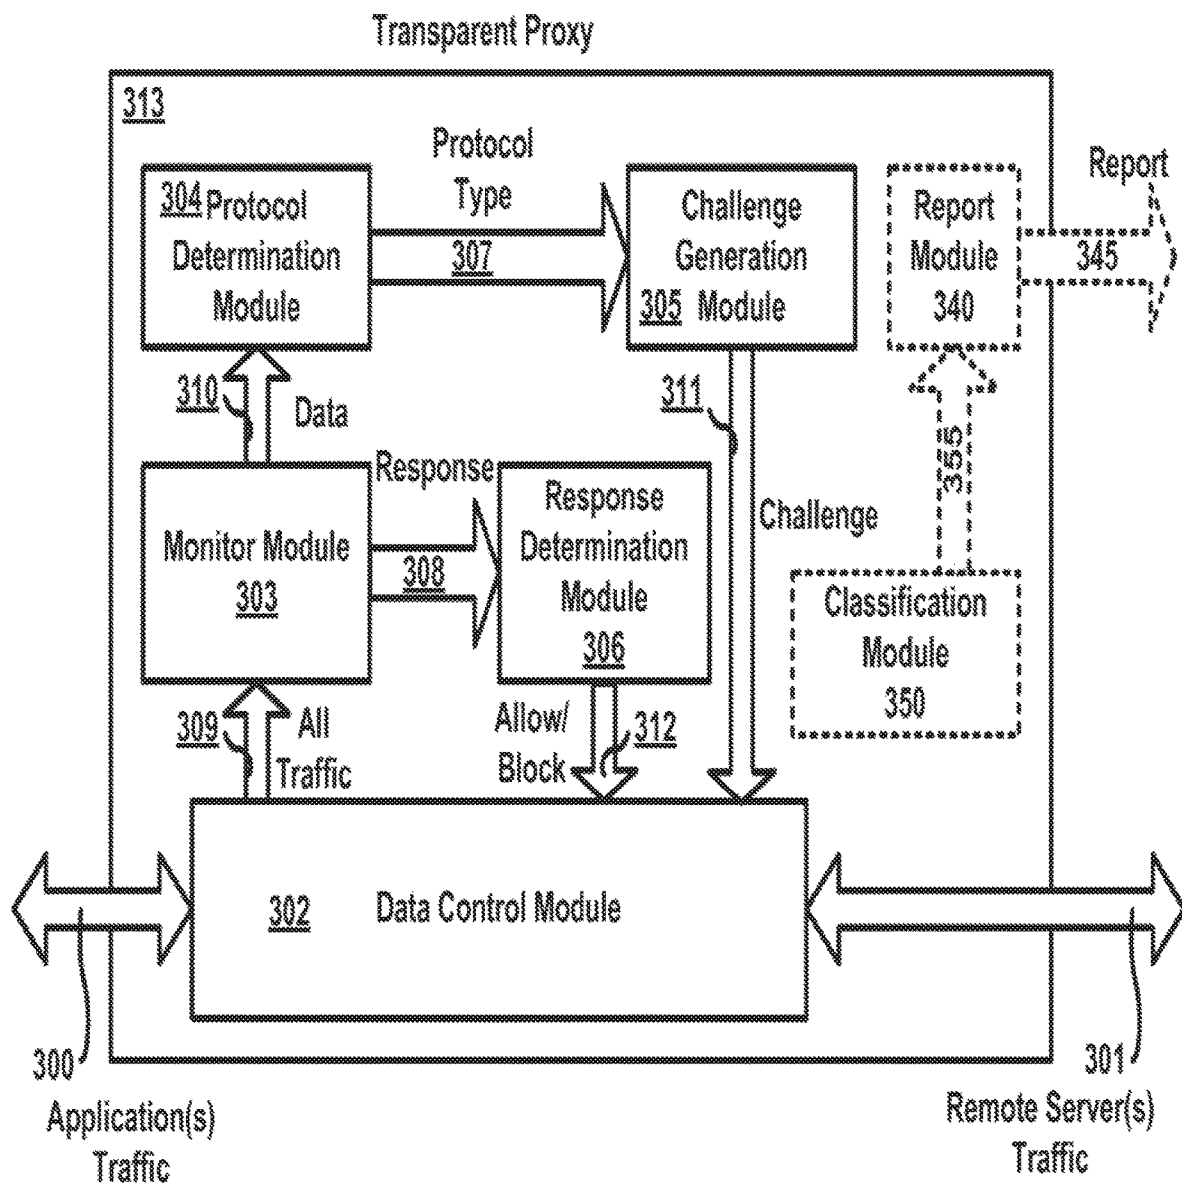 Transparent Proxy
313
304 Protocol
Determination
Module
Protocol
Type
307
Challenge
Generation
305 Module
Report
Module
340
Report
345
310
Data
311
355
Monitor Module
303
Response
308
Response
Determination
Module
306
Challenge
Classification
Module
350
309
All
Traffic
Allow/
Block
312
302
Data Control Module
300
Application(s)
Traffic
301
Remote Server(s)
Traffic